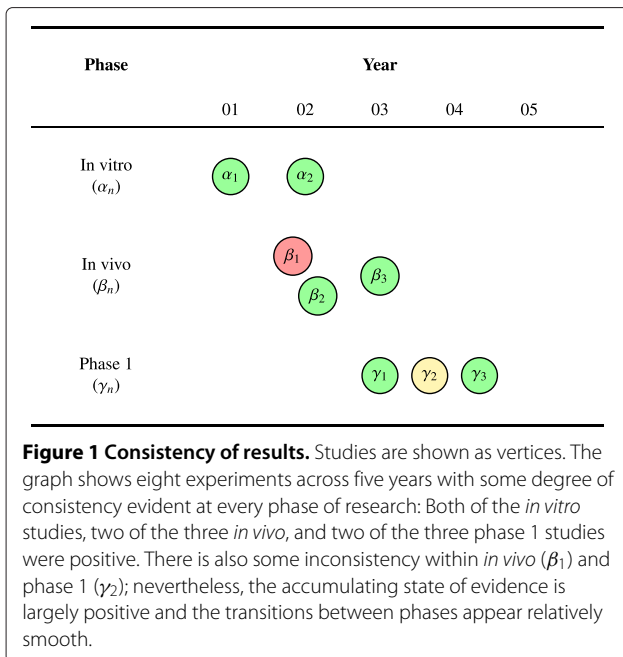 Phase Year
01 02 03 04 05
In vitro
(αₙ)
α₁ α₂
In vivo
(βₙ)
β₁
β₂
β₃
Phase 1
(γₙ)
γ₁ γ₂ γ₃
Figure 1 Consistency of results. Studies are shown as vertices. The
graph shows eight experiments across five years with some degree of
consistency evident at every phase of research: Both of the in vitro
studies, two of the three in vivo, and two of the three phase 1 studies
were positive. There is also some inconsistency within in vivo (β₁) and
phase 1 (γ₂); nevertheless, the accumulating state of evidence is
largely positive and the transitions between phases appear relatively
smooth.